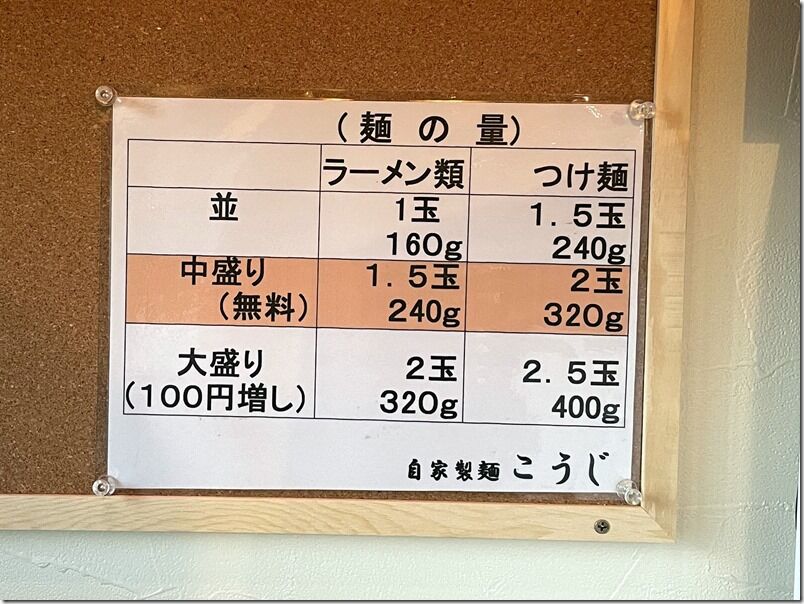 (麺の量)
ラーメン類 つけ麺
並 1玉 1.5玉
160g 240g
中盛り 1.5玉 2玉
(無料) 240g 320g
大盛り 2玉 2.5玉
(100円増し) 320g 400g
自家製麺 こうじ